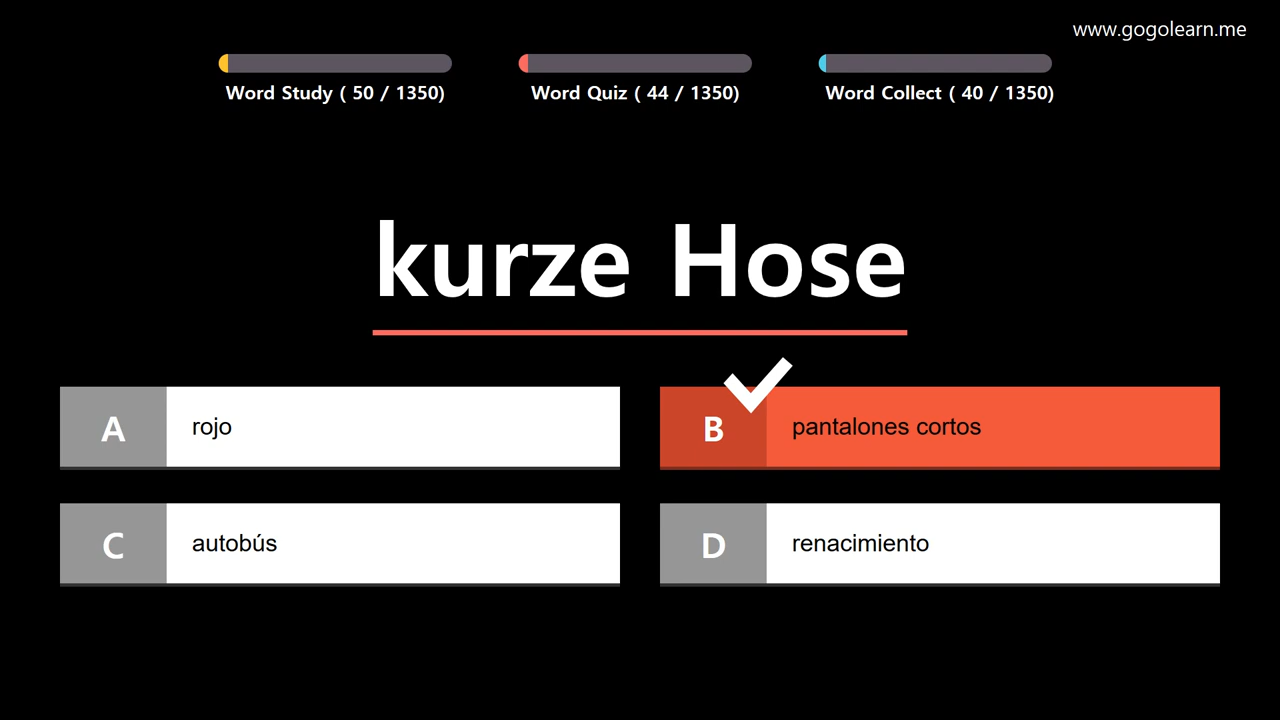 www.gogolearn.me
Word Study ( 50 / 1350)
Word Quiz ( 44 / 1350)
Word Collect ( 40 / 1350)
kurze Hose
A rojo
B pantalones cortos
C autobús
D renacimiento